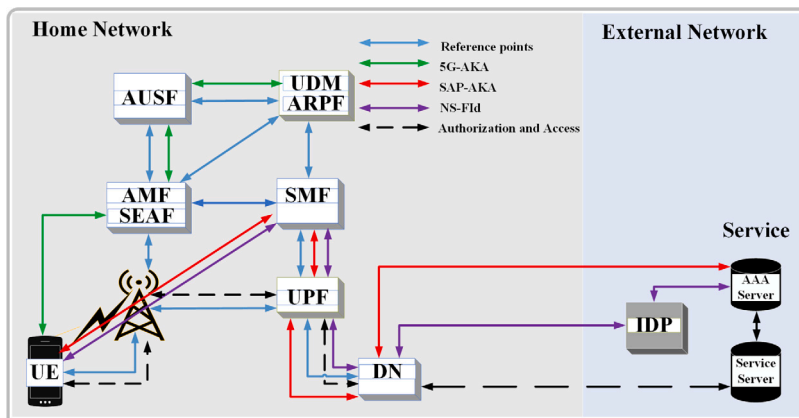 Home Network
External Network
Reference points
5G-AKA
SAP-AKA
NS-FId
Authorization and Access
AUSF
UDM
ARPF
AMF
SEAF
SMF
Service
UPF
AAA
Server
IDP
UE
DN
Service
Server